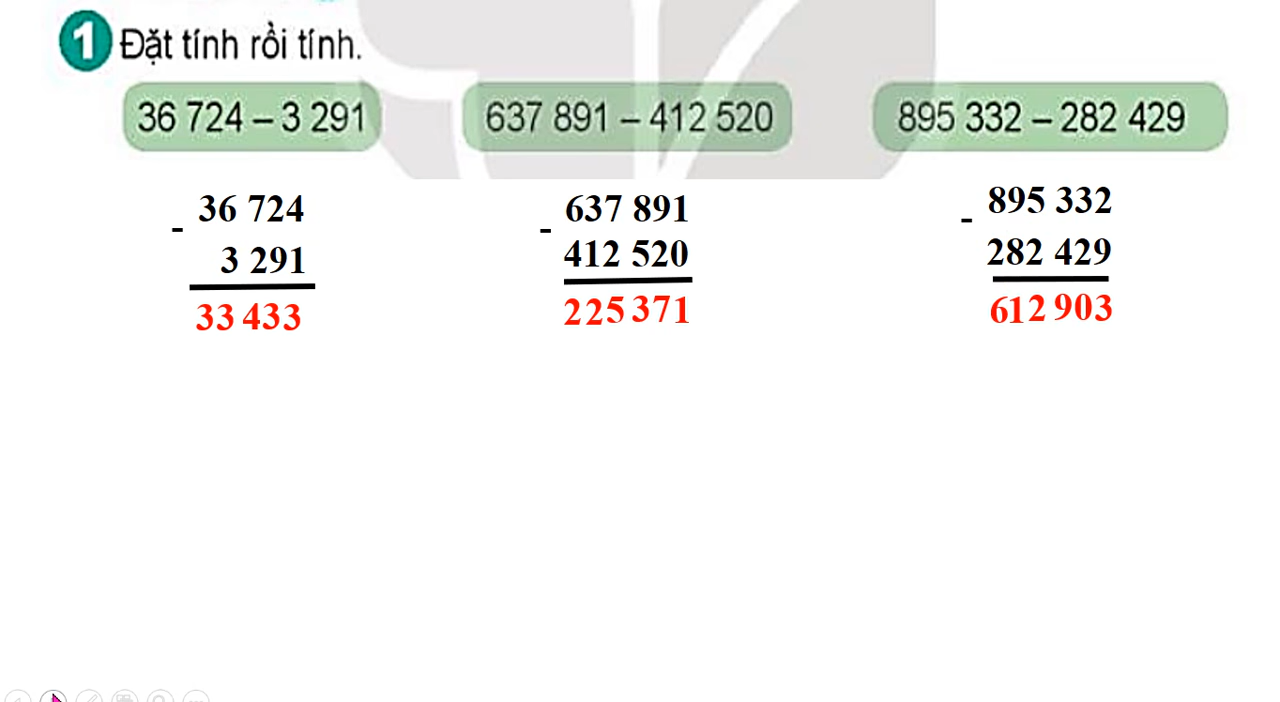 1 Đặt tính rồi tính.
36 724 – 3 291
637 891 – 412 520
895 332 – 282 429
- 36 724
3 291
33 433
- 637 891
412 520
225 371
- 895 332
282 429
612 903